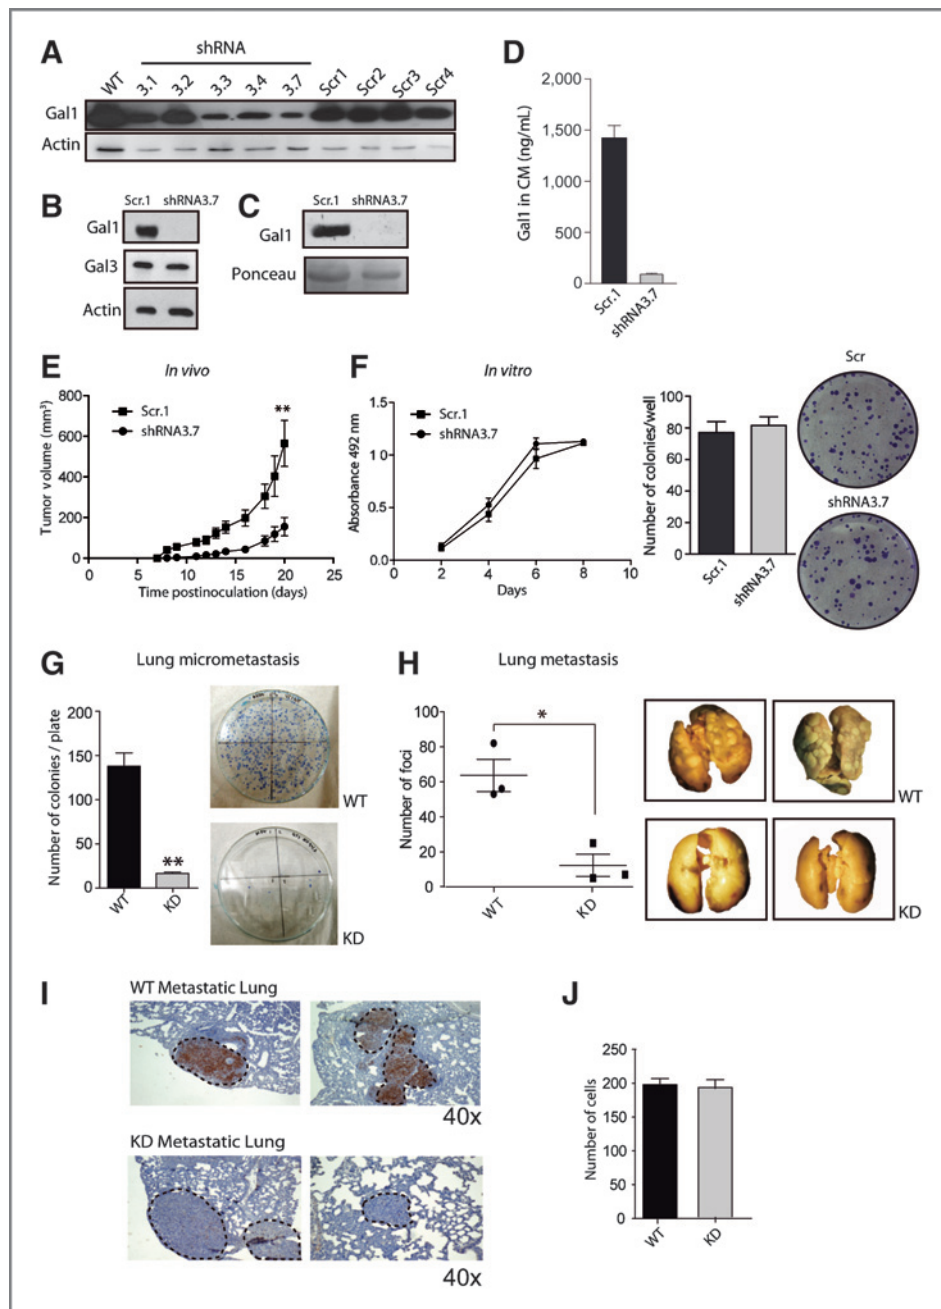 A
shRNA
WT 3.1 3.2 3.3 3.4 3.7 Scr1 Scr2 Scr3 Scr4
Gal1
Actin
B
Scr.1 shRNA3.7
Gal1
Gal3
Actin
C
Scr.1 shRNA3.7
Gal1
Ponceau
D
Gal1 in CM (ng/mL)
2,000
1,500
1,000
500
0
Scr.1 shRNA3.7
E
In vivo
Tumor volume (mm³)
800
600
400
200
0
Scr.1
shRNA3.7
**
0 5 10 15 20 25
Time postinoculation (days)
F
In vitro
Absorbance 492 nm
1.5
1.0
0.5
0.0
Scr.1
shRNA3.7
0 2 4 6 8 10
Days
Number of colonies/well
100
80
60
40
20
0
Scr.1 shRNA3.7
Scr
shRNA3.7
G
Lung micrometastasis
Number of colonies / plate
200
150
100
50
0
**
WT KD
WT
KD
H
Lung metastasis
Number of foci
100
80
60
40
20
0
*
WT KD
WT
KD
I
WT Metastatic Lung
40x
KD Metastatic Lung
40x
J
Number of cells
250
200
150
100
50
0
WT KD